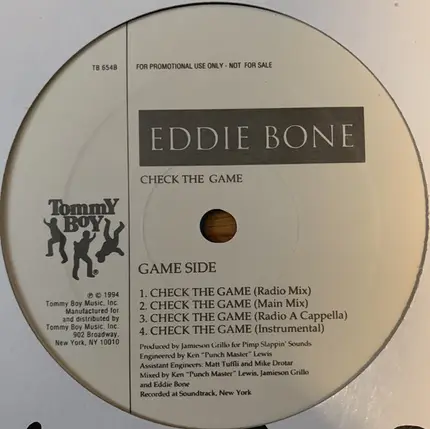 TB 654B
FOR PROMOTIONAL USE ONLY - NOT FOR SALE
EDDIE BONE
CHECK THE GAME
TOMMY
BOY
GAME SIDE
℗ © 1994
Tommy Boy Music, Inc.
Manufactured for
and distributed by
Tommy Boy Music, Inc.
902 Broadway,
New York, NY 10010
1. CHECK THE GAME (Radio Mix)
2. CHECK THE GAME (Main Mix)
3. CHECK THE GAME (Radio A Cappella)
4. CHECK THE GAME (Instrumental)
Produced by Jamieson Grillo for Pimp Slappin' Sounds
Engineered by Ken "Punch Master" Lewis
Assistant Engineers: Matt Tuffli and Mike Drotar
Mixed by Ken "Punch Master" Lewis, Jamieson Grillo
and Eddie Bone
Recorded at Soundtrack, New York